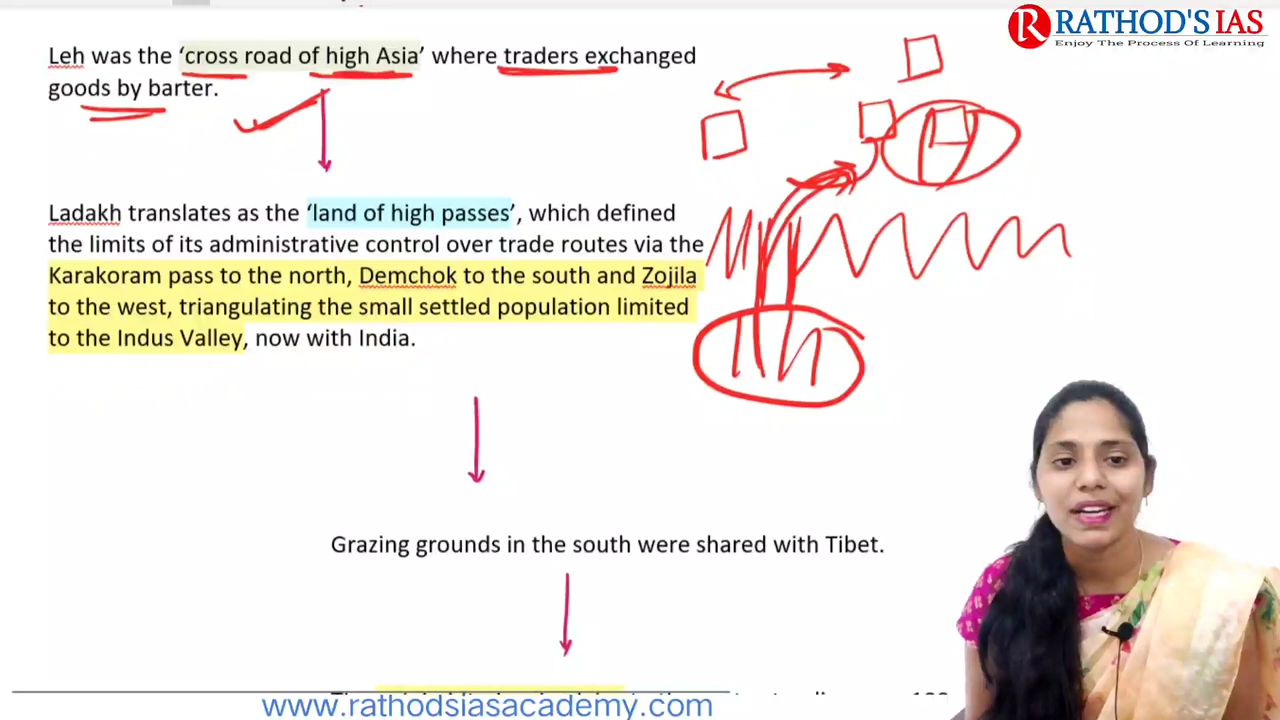 RATHOD'S IAS
Enjoy The Process Of Learning
Leh was the ‘cross road of high Asia’ where traders exchanged
goods by barter.
Ladakh translates as the ‘land of high passes’, which defined
the limits of its administrative control over trade routes via the
Karakoram pass to the north, Demchok to the south and Zojila
to the west, triangulating the small settled population limited
to the Indus Valley, now with India.
Grazing grounds in the south were shared with Tibet.
www.rathodsiasacademy.com